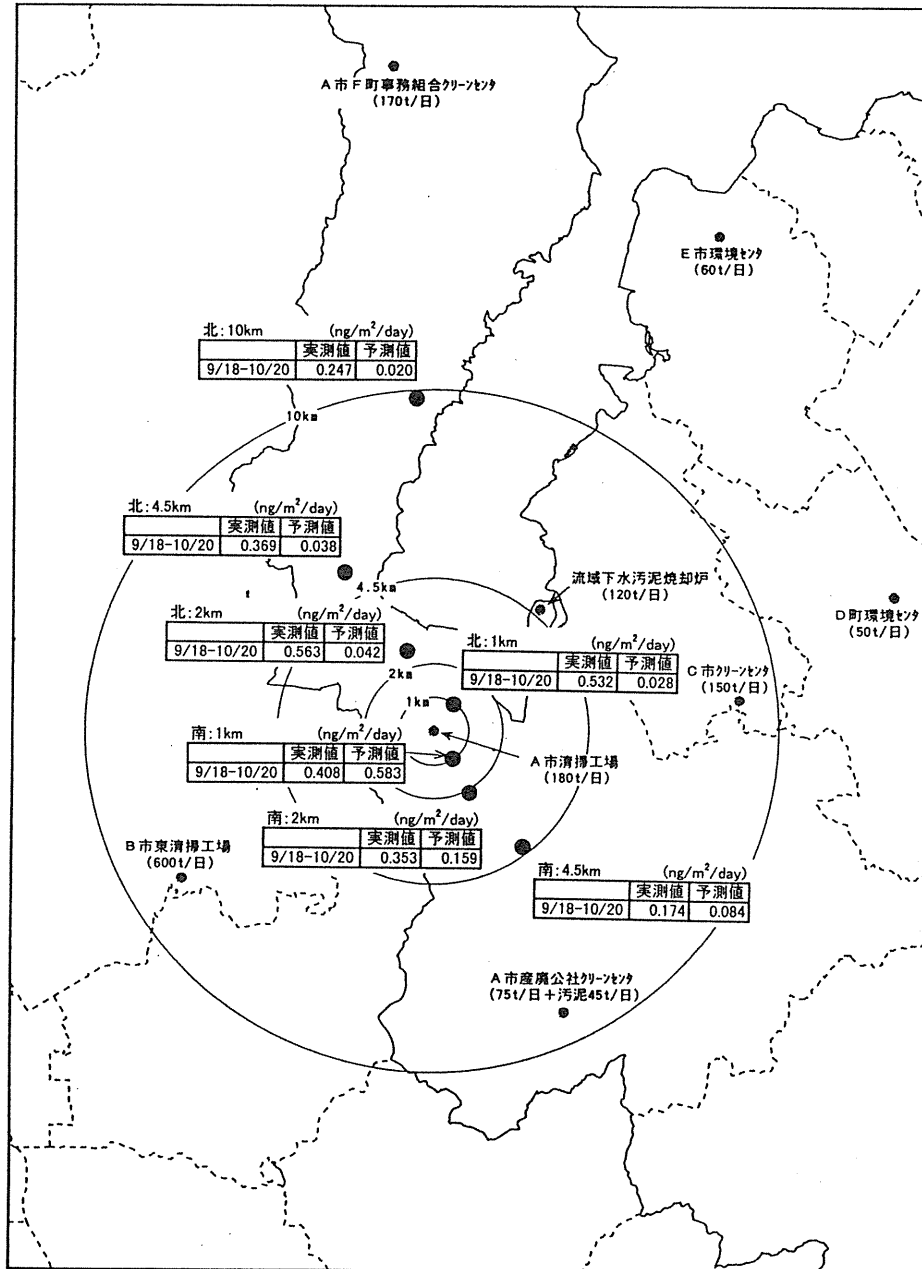 A市F町事務組合クリーンセンタ
(170t/日)
E市環境センタ
(60t/日)
北:10km (ng/m²/day)
実測値 予測値
9/18-10/20 0.247 0.020
10km
北:4.5km (ng/m²/day)
実測値 予測値
9/18-10/20 0.369 0.038
4.5km
流域下水汚泥焼却炉
(120t/日)
D町環境センタ
(50t/日)
北:2km (ng/m²/day)
実測値 予測値
9/18-10/20 0.563 0.042
2km
北:1km (ng/m²/day)
実測値 予測値
9/18-10/20 0.532 0.028
C市クリーンセンタ
(150t/日)
1km
南:1km (ng/m²/day)
実測値 予測値
9/18-10/20 0.408 0.583
A市清掃工場
(180t/日)
南:2km (ng/m²/day)
実測値 予測値
9/18-10/20 0.353 0.159
B市東清掃工場
(600t/日)
南:4.5km (ng/m²/day)
実測値 予測値
9/18-10/20 0.174 0.084
A市産廃公社クリーンセンタ
(75t/日+汚泥45t/日)